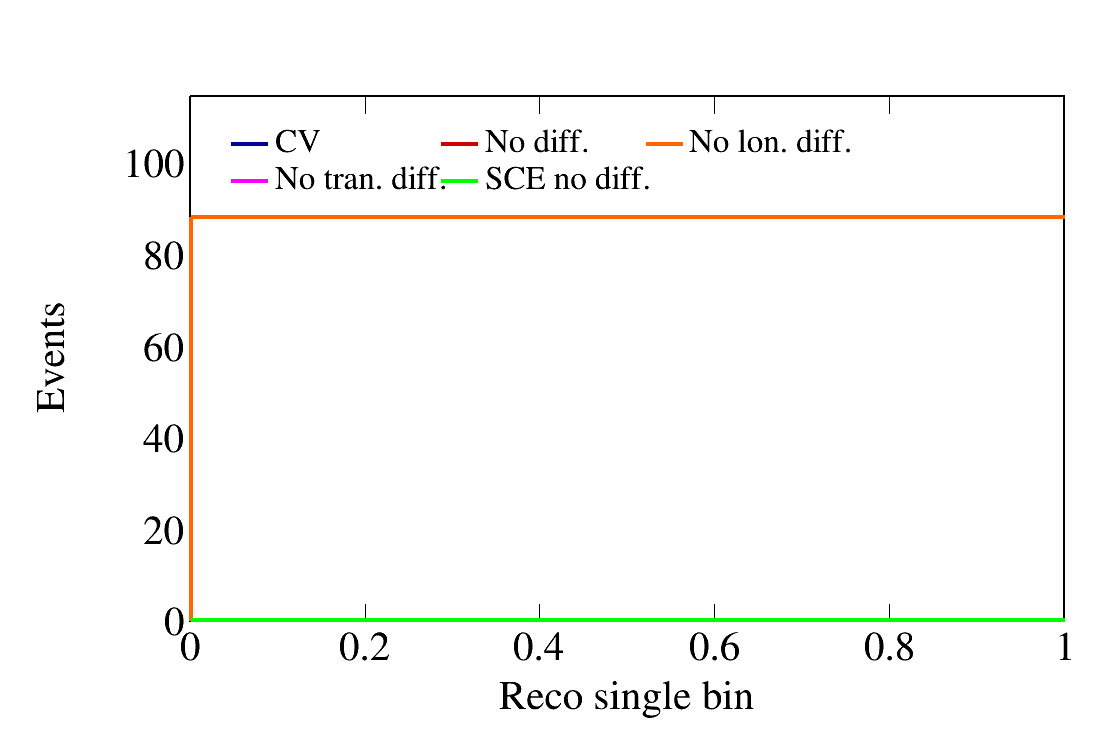 CV No diff. No lon. diff.
No tran. diff. SCE no diff.
100
80
60
40
20
0
0 0.2 0.4 0.6 0.8 1
Events
Reco single bin